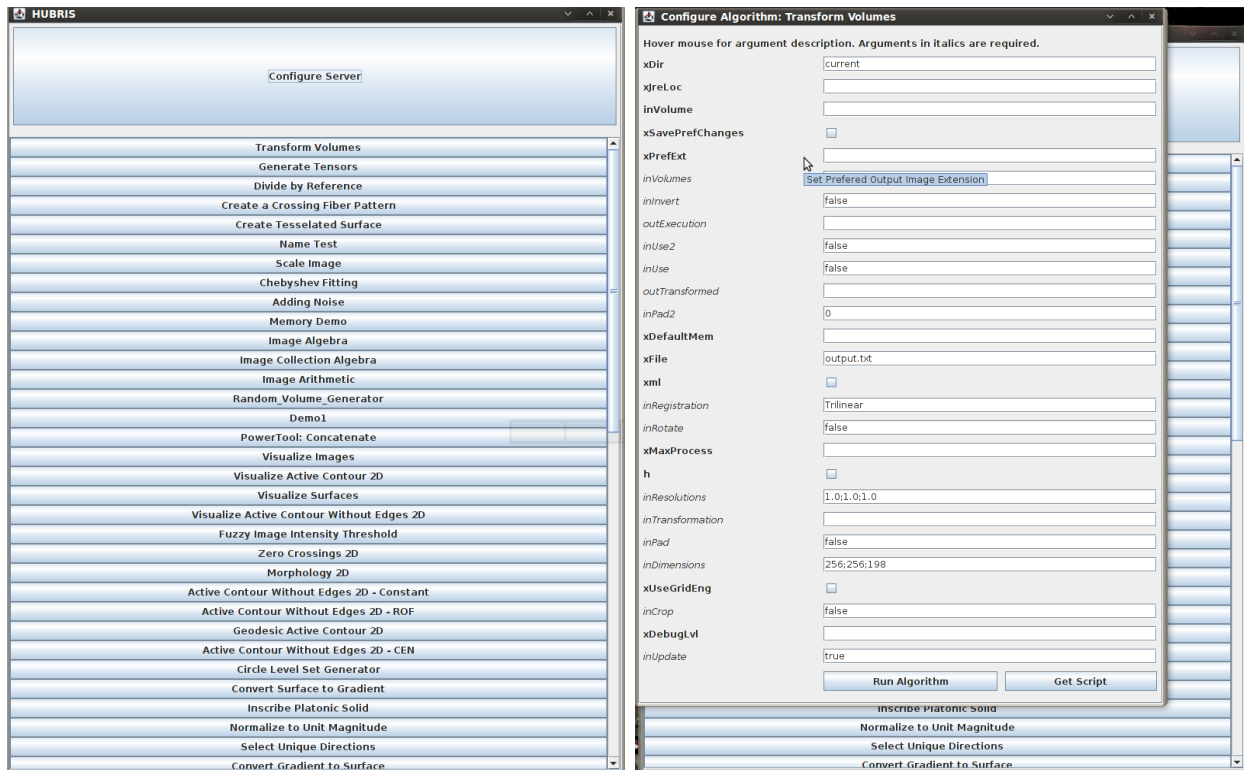 HUBRIS
Configure Server
Transform Volumes
Generate Tensors
Divide by Reference
Create a Crossing Fiber Pattern
Create Tesselated Surface
Name Test
Scale Image
Chebyshev Fitting
Adding Noise
Memory Demo
Image Algebra
Image Collection Algebra
Image Arithmetic
Random_Volume_Generator
Demo1
PowerTool: Concatenate
Visualize Images
Visualize Active Contour 2D
Visualize Surfaces
Visualize Active Contour Without Edges 2D
Fuzzy Image Intensity Threshold
Zero Crossings 2D
Morphology 2D
Active Contour Without Edges 2D - Constant
Active Contour Without Edges 2D - ROF
Geodesic Active Contour 2D
Active Contour Without Edges 2D - CEN
Circle Level Set Generator
Convert Surface to Gradient
Inscribe Platonic Solid
Normalize to Unit Magnitude
Select Unique Directions
Convert Gradient to Surface
Configure Algorithm: Transform Volumes
Hover mouse for argument description. Arguments in italics are required.
xDir current
xJreLoc
inVolume
xSavePrefChanges
xPrefExt
inVolumes Set Prefered Output Image Extension
inInvert false
outExecution
inUse2 false
inUse false
outTransformed
inPad2 0
xDefaultMem
xFile output.txt
xml
inRegistration Trilinear
inRotate false
xMaxProcess
h
inResolutions 1.0;1.0;1.0
inTransformation
inPad false
inDimensions 256;256;198
xUseGridEng
inCrop false
xDebugLvl
inUpdate true
Run Algorithm Get Script
Inscribe Platonic Solid
Normalize to Unit Magnitude
Select Unique Directions
Convert Gradient to Surface